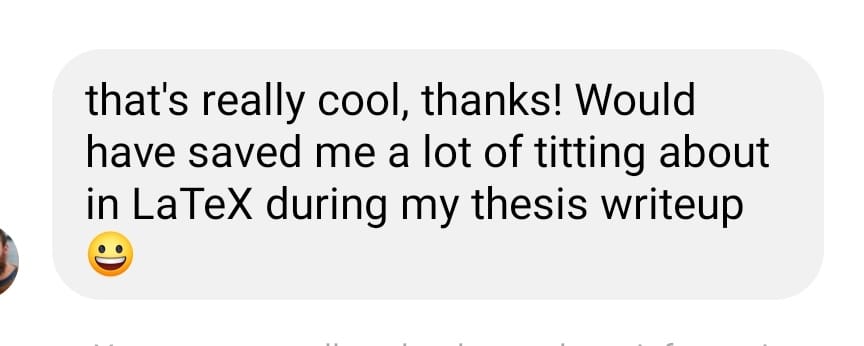 that's really cool, thanks! Would
have saved me a lot of titting about
in LaTeX during my thesis writeup
😀